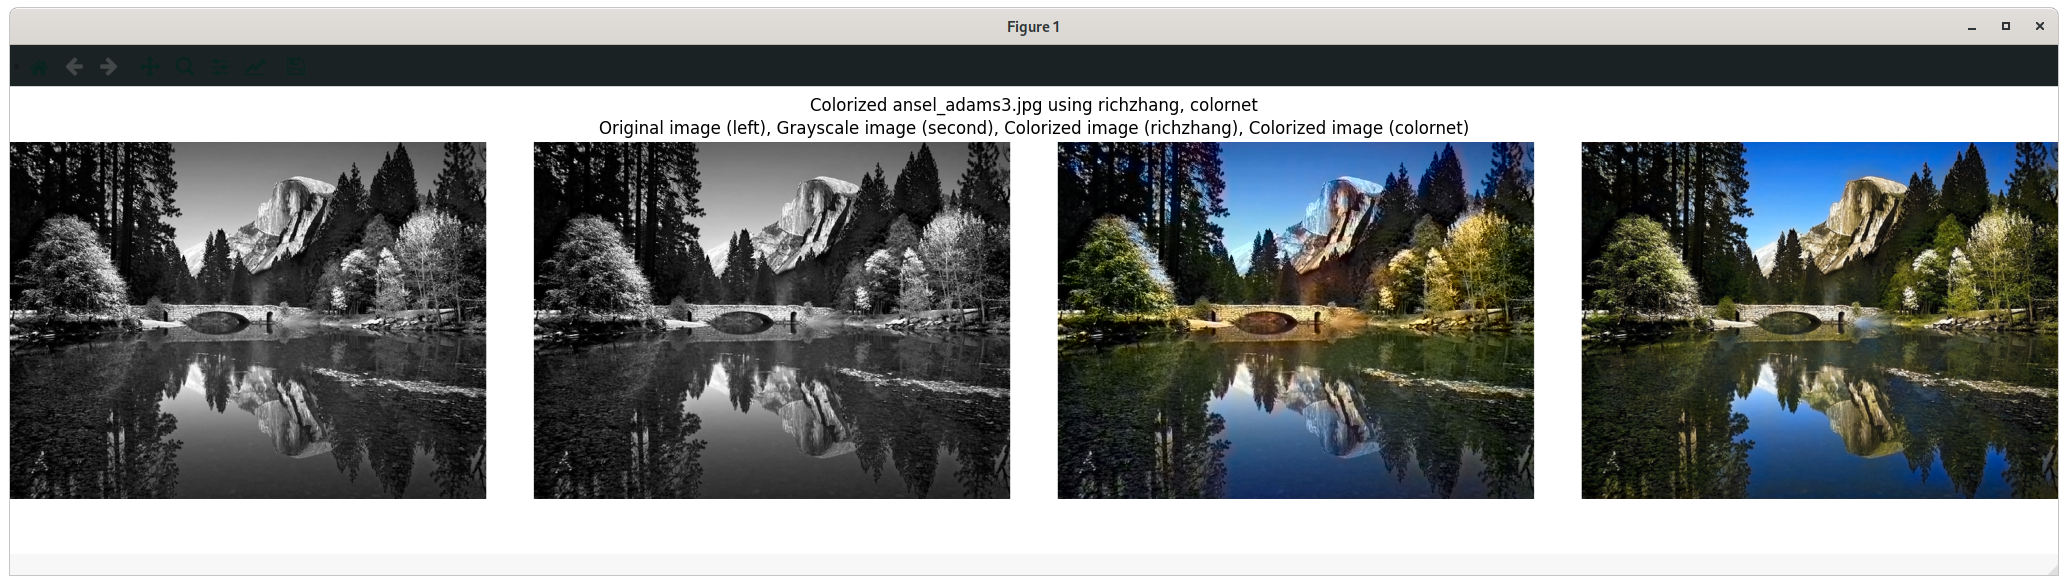 Figure 1
Colorized ansel_adams3.jpg using richzhang, colornet
Original image (left), Grayscale image (second), Colorized image (richzhang), Colorized image (colornet)